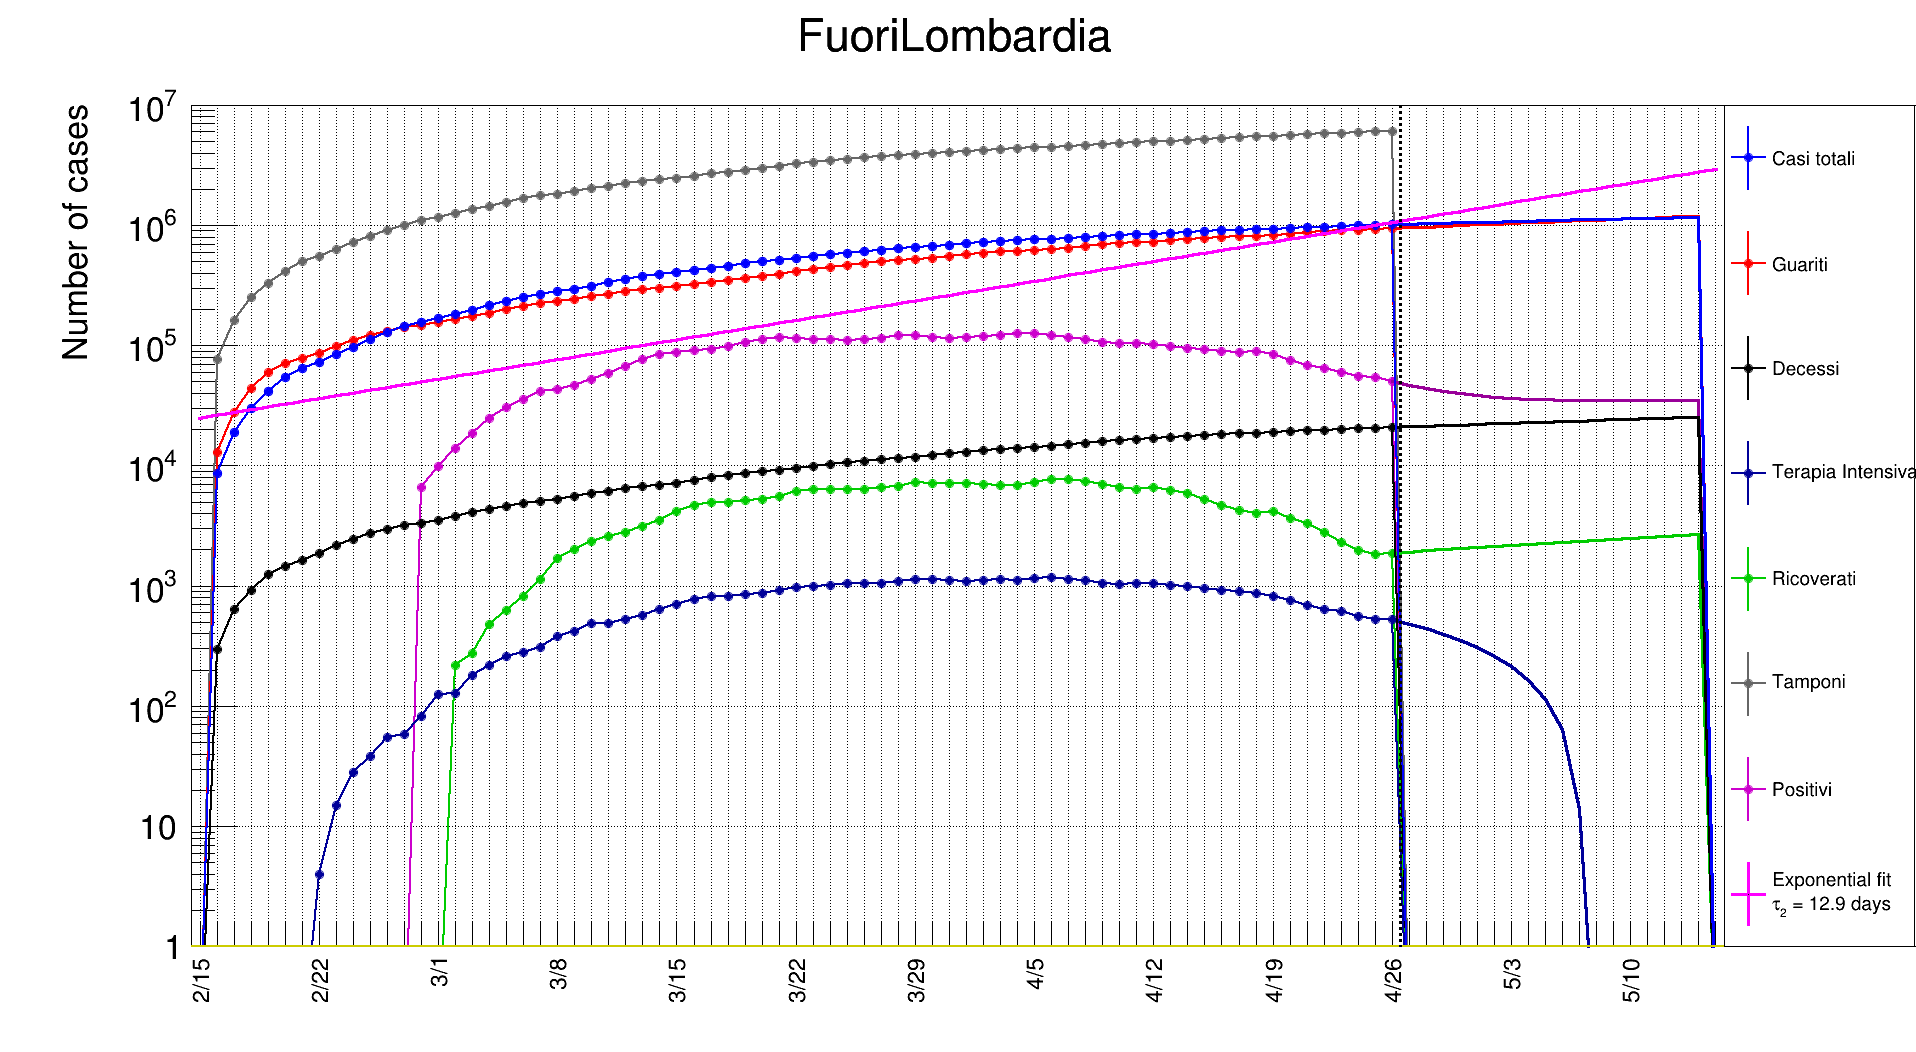 FuoriLombardia
Number of cases
10^7
10^6
10^5
10^4
10^3
10^2
10
1
2/15
2/22
3/1
3/8
3/15
3/22
3/29
4/5
4/12
4/19
4/26
5/3
5/10
Casi totali
Guariti
Decessi
Terapia Intensiva
Ricoverati
Tamponi
Positivi
Exponential fit
τ₂ = 12.9 days